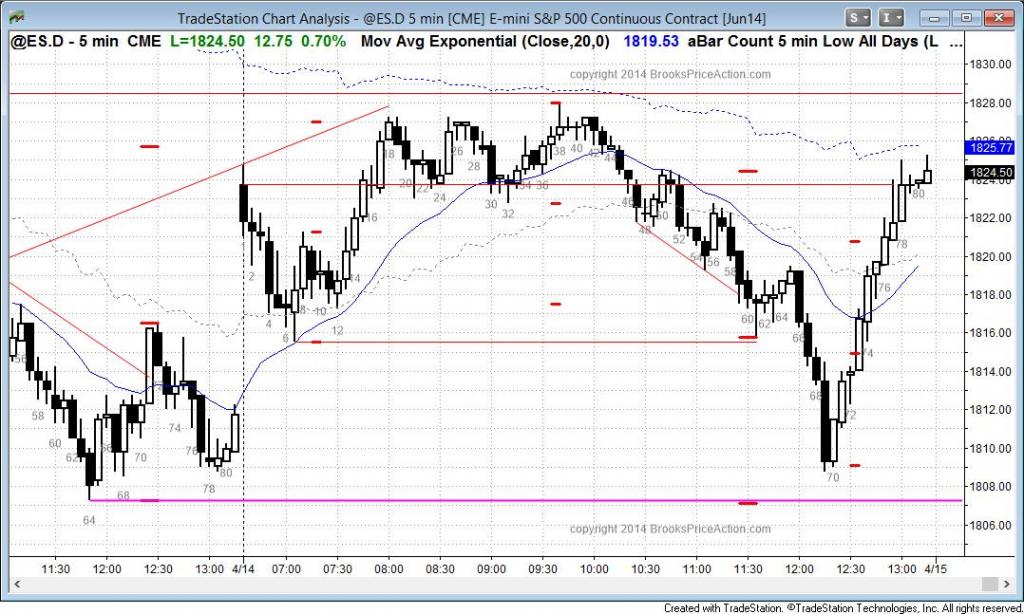 TradeStation Chart Analysis - @ES.D 5 min [CME] E-mini S&P 500 Continuous Contract [Jun14]
S I
@ES.D - 5 min CME L=1824.50 12.75 0.70% Mov Avg Exponential (Close,20,0) 1819.53 aBar Count 5 min Low All Days (L ...
copyright 2014 BrooksPriceAction.com
1830.00
1828.00
1826.00
1825.77
1824.50
1824.00
1822.00
1820.00
1818.00
1816.00
1814.00
1812.00
1810.00
1808.00
1806.00
58 60 62 64 68 70 74 76 78 80
2 4 6 8 10 12 14 16 18 20 22 24 26 28 30 32 34 36 38 40 42 44 46 48 50 52 54 56 58 60 62 64 66 68 70 72 74 76 78 80
copyright 2014 BrooksPriceAction.com
11:30 12:00 12:30 13:00 4/14 07:00 07:30 08:00 08:30 09:00 09:30 10:00 10:30 11:00 11:30 12:00 12:30 13:00 4/15
Created with TradeStation. ©TradeStation Technologies, Inc. All rights reserved.